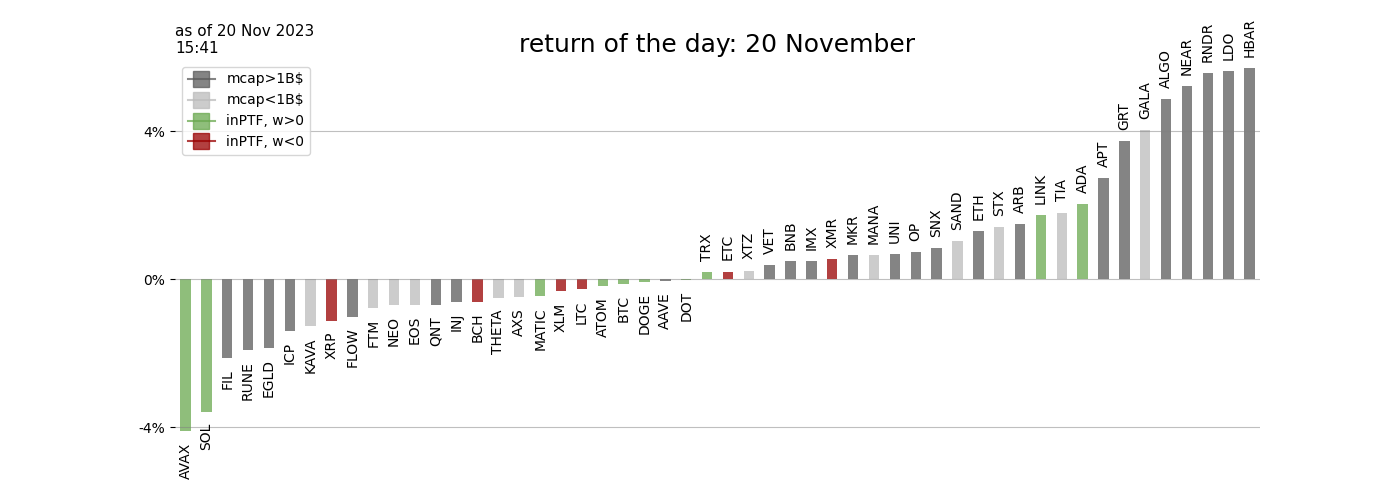 as of 20 Nov 2023
15:41
return of the day: 20 November
mcap>1B$
mcap<1B$
inPTF, w>0
inPTF, w<0
4%
0%
-4%
AVAX
SOL
FIL
RUNE
EGLD
ICP
KAVA
XRP
FLOW
FTM
NEO
EOS
QNT
INJ
BCH
THETA
AXS
MATIC
XLM
LTC
ATOM
BTC
DOGE
AAVE
DOT
TRX
ETC
XTZ
VET
BNB
IMX
XMR
MKR
MANA
UNI
OP
SNX
SAND
ETH
STX
ARB
LINK
TIA
ADA
APT
GRT
GALA
ALGO
NEAR
RNDR
LDO
HBAR